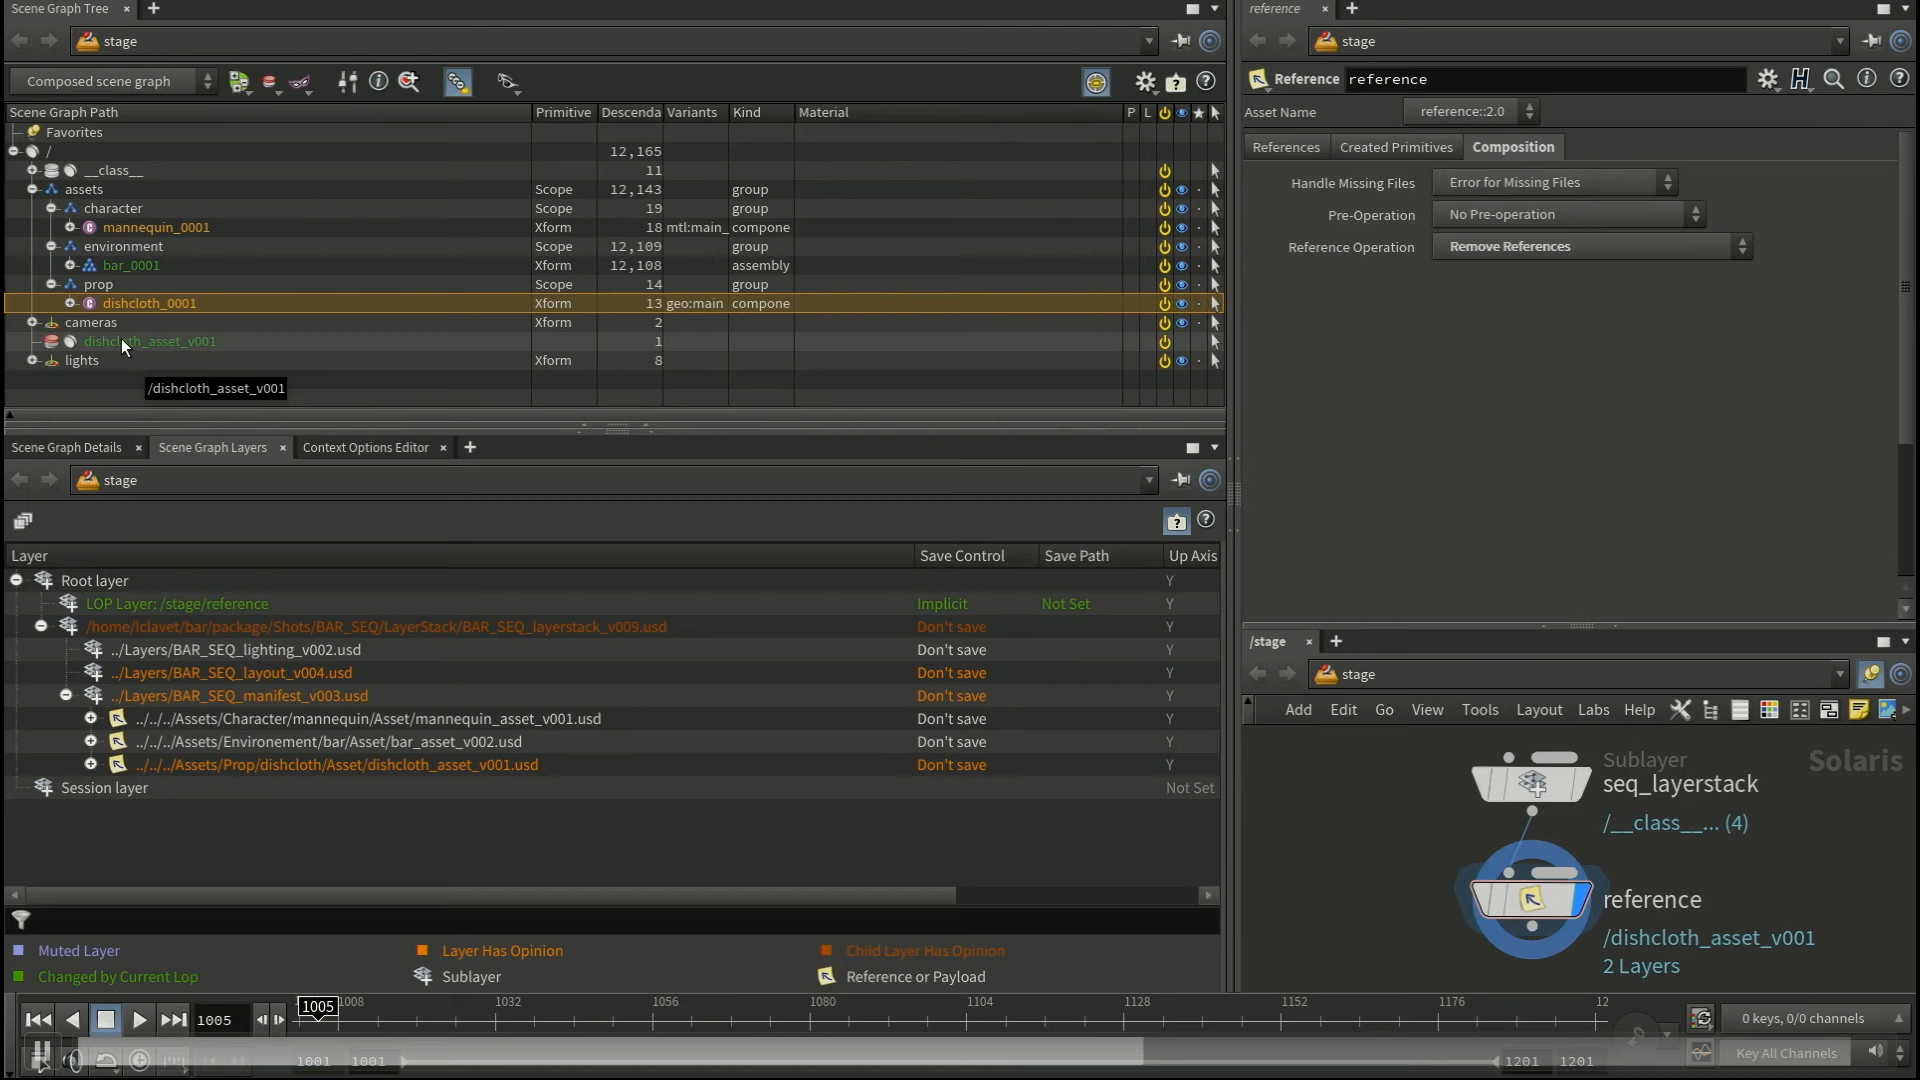 Scene Graph Tree
stage
Composed scene graph
Scene Graph Path Primitive Descenda Variants Kind Material P L
Favorites
/ 12,165
__class__ 11
assets Scope 12,143 group
character Scope 19 group
mannequin_0001 Xform 18 mtl:main_ compone
environment Scope 12,109 group
bar_0001 Xform 12,108 assembly
prop Scope 14 group
dishcloth_0001 Xform 13 geo:main compone
cameras Xform 2
dishcloth_asset_v001 1
lights Xform 8
/dishcloth_asset_v001
Scene Graph Details Scene Graph Layers Context Options Editor
stage
Layer Save Control Save Path Up Axis
Root layer Y
LOP Layer: /stage/reference Implicit Not Set Y
/home/lclavet/bar/package/Shots/BAR_SEQ/LayerStack/BAR_SEQ_layerstack_v009.usd Don't save Y
../Layers/BAR_SEQ_lighting_v002.usd Don't save Y
../Layers/BAR_SEQ_layout_v004.usd Don't save Y
../Layers/BAR_SEQ_manifest_v003.usd Don't save Y
../../../Assets/Character/mannequin/Asset/mannequin_asset_v001.usd Don't save Y
../../../Assets/Environement/bar/Asset/bar_asset_v002.usd Don't save Y
../../../Assets/Prop/dishcloth/Asset/dishcloth_asset_v001.usd Don't save Y
Session layer Not Set
Muted Layer Layer Has Opinion Child Layer Has Opinion
Changed by Current Lop Sublayer Reference or Payload
reference
stage
Reference reference
Asset Name reference::2.0
References Created Primitives Composition
Handle Missing Files Error for Missing Files
Pre-Operation No Pre-operation
Reference Operation Remove References
/stage
stage
Add Edit Go View Tools Layout Labs Help
Solaris
Sublayer
seq_layerstack
/__class__... (4)
reference
/dishcloth_asset_v001
2 Layers
1005 1005 1008 1032 1056 1080 1104 1128 1152 1176 12
0 keys, 0/0 channels
1001 1001 1201 1201
Key All Channels